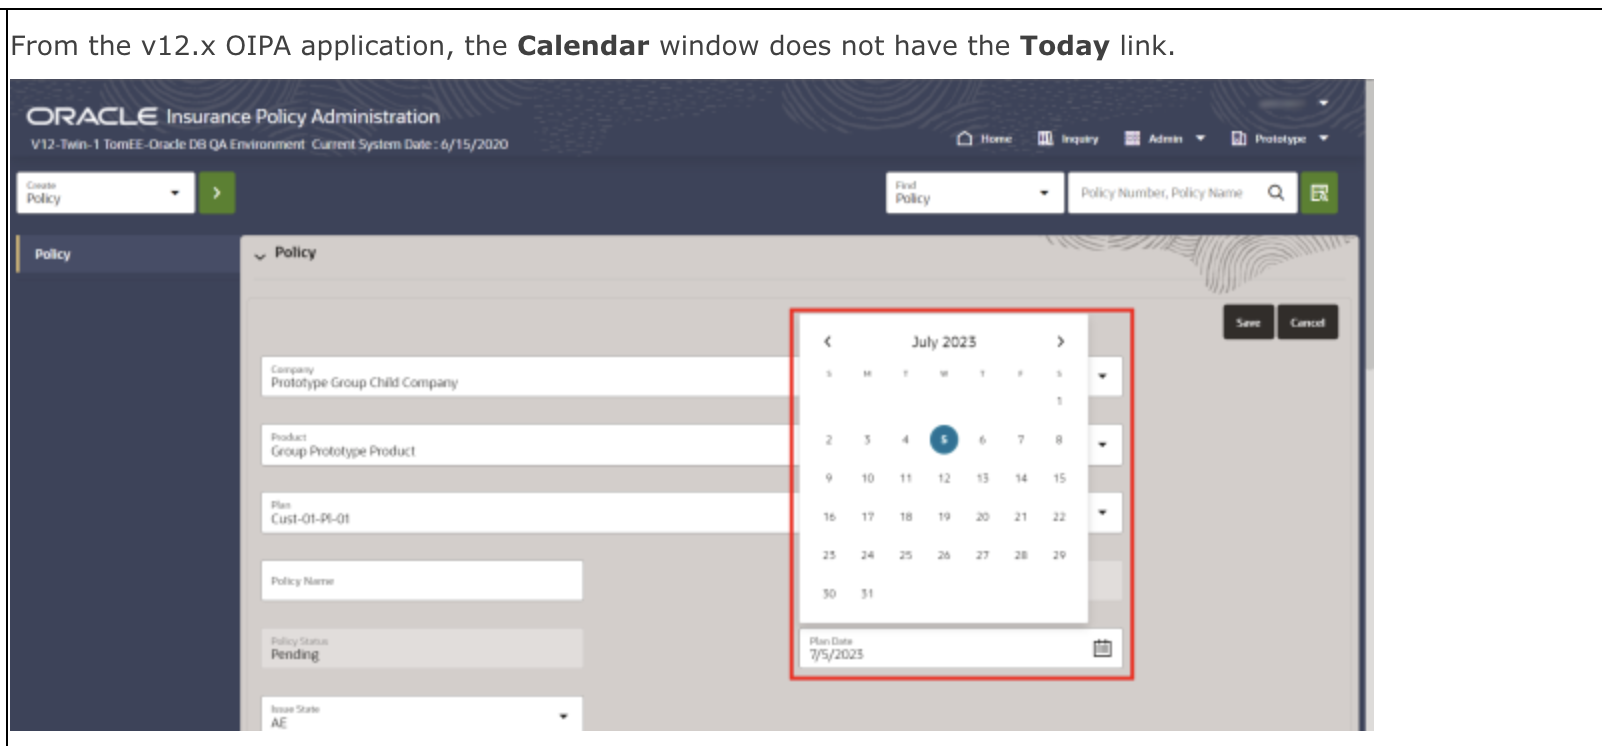 From the v12.x OIPA application, the Calendar window does not have the Today link.
ORACLE Insurance Policy Administration
V12-Twin-1 TomEE-Oracle DB QA Environment Current System Date : 6/15/2020
Home Inquiry Admin Prototype
Create
Policy
Find
Policy
Policy Number, Policy Name
Policy
Policy
Save Cancel
July 2023
S M T W T F S
1
2 3 4 5 6 7 8
9 10 11 12 13 14 15
16 17 18 19 20 21 22
23 24 25 26 27 28 29
30 31
Company
Prototype Group Child Company
Product
Group Prototype Product
Plan
Cust-01-Pl-01
Policy Name
Policy Status
Pending
Plan Date
7/5/2023
Issue State
AE